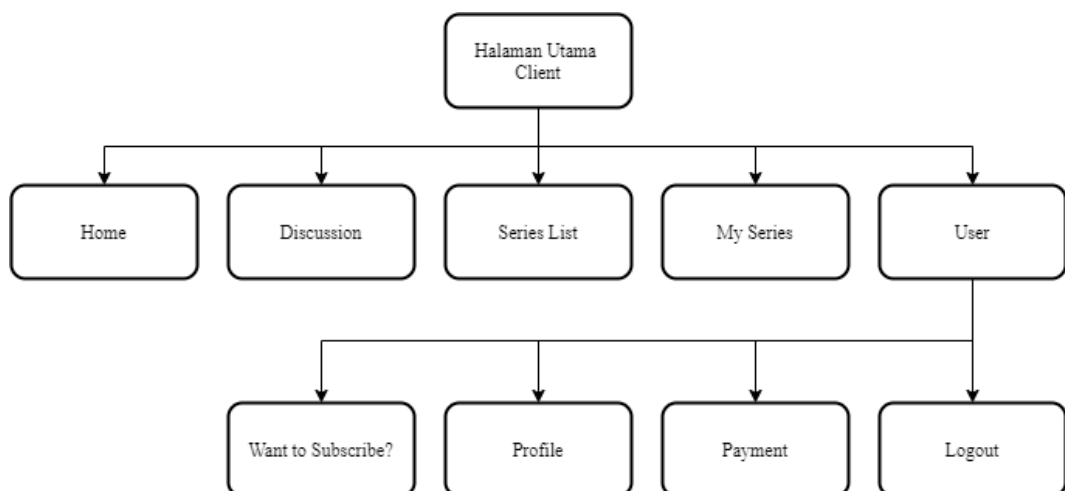 Halaman Utama
Client
Home
Discussion
Series List
My Series
User
Want to Subscribe?
Profile
Payment
Logout